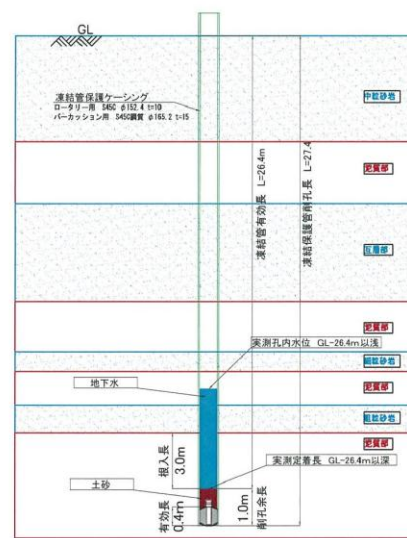 GL
中粒砂岩
凍結管保護ケーシング
ロータリー用 S45C φ152.4 t=10
パーカッション用 S45C調質 φ165.2 t=15
泥質部
凍結管有効長 L=26.4m
凍結保護管削孔長 L=27.4
互層部
泥質部
実測孔内水位 GL-26.4m以浅
細粒砂岩
地下水
泥質部
粗粒砂岩
泥質部
根入長
3.0m
実測定着長 GL-26.4m以深
土砂
有効長
0.4m
1.0m
削孔余長